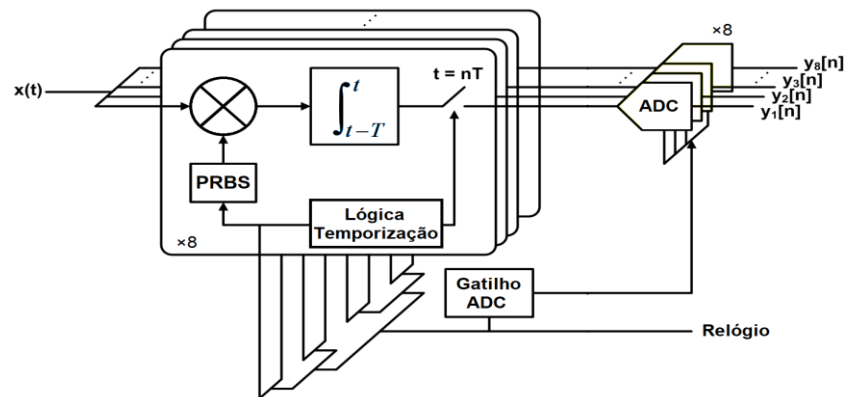 ×8
y8[n]
t = nT
x(t)
y3[n]
y2[n]
∫ t t−T
ADC
y1[n]
PRBS
Lógica
Temporização
×8
Gatilho
ADC
Relógio